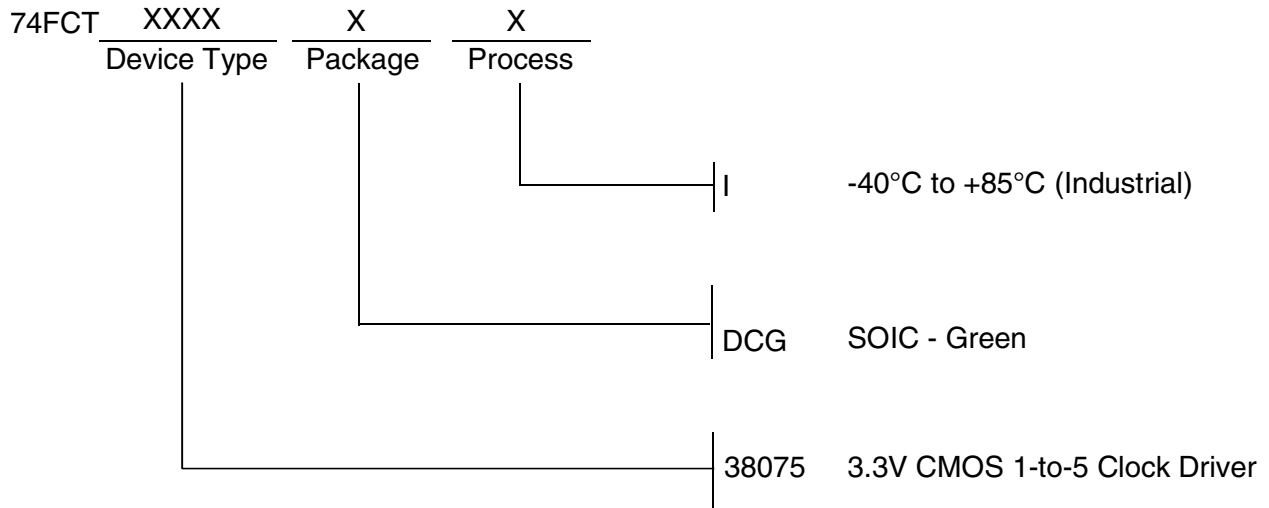 74FCT XXXX X X
Device Type Package Process
I -40°C to +85°C (Industrial)
DCG SOIC - Green
38075 3.3V CMOS 1-to-5 Clock Driver